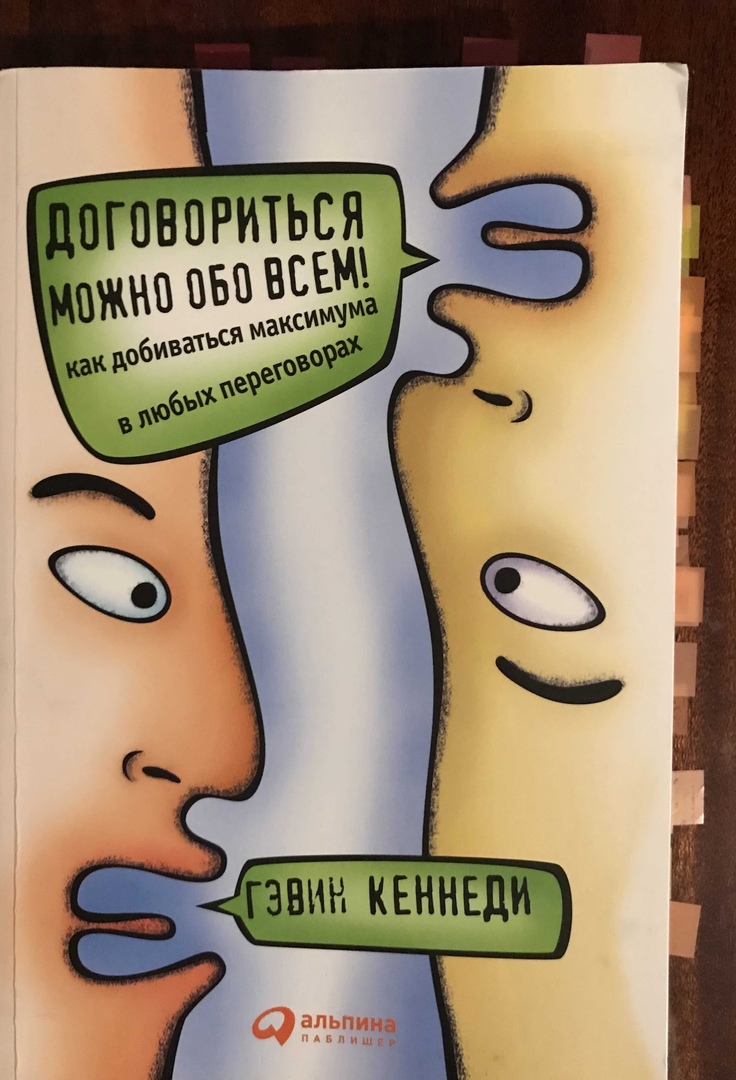 ДОГОВОРИТЬСЯ
МОЖНО ОБО ВСЕМ!
как добиваться максимума
в любых переговорах
ГЭВИН КЕННЕДИ
альпина
ПАБЛИШЕР